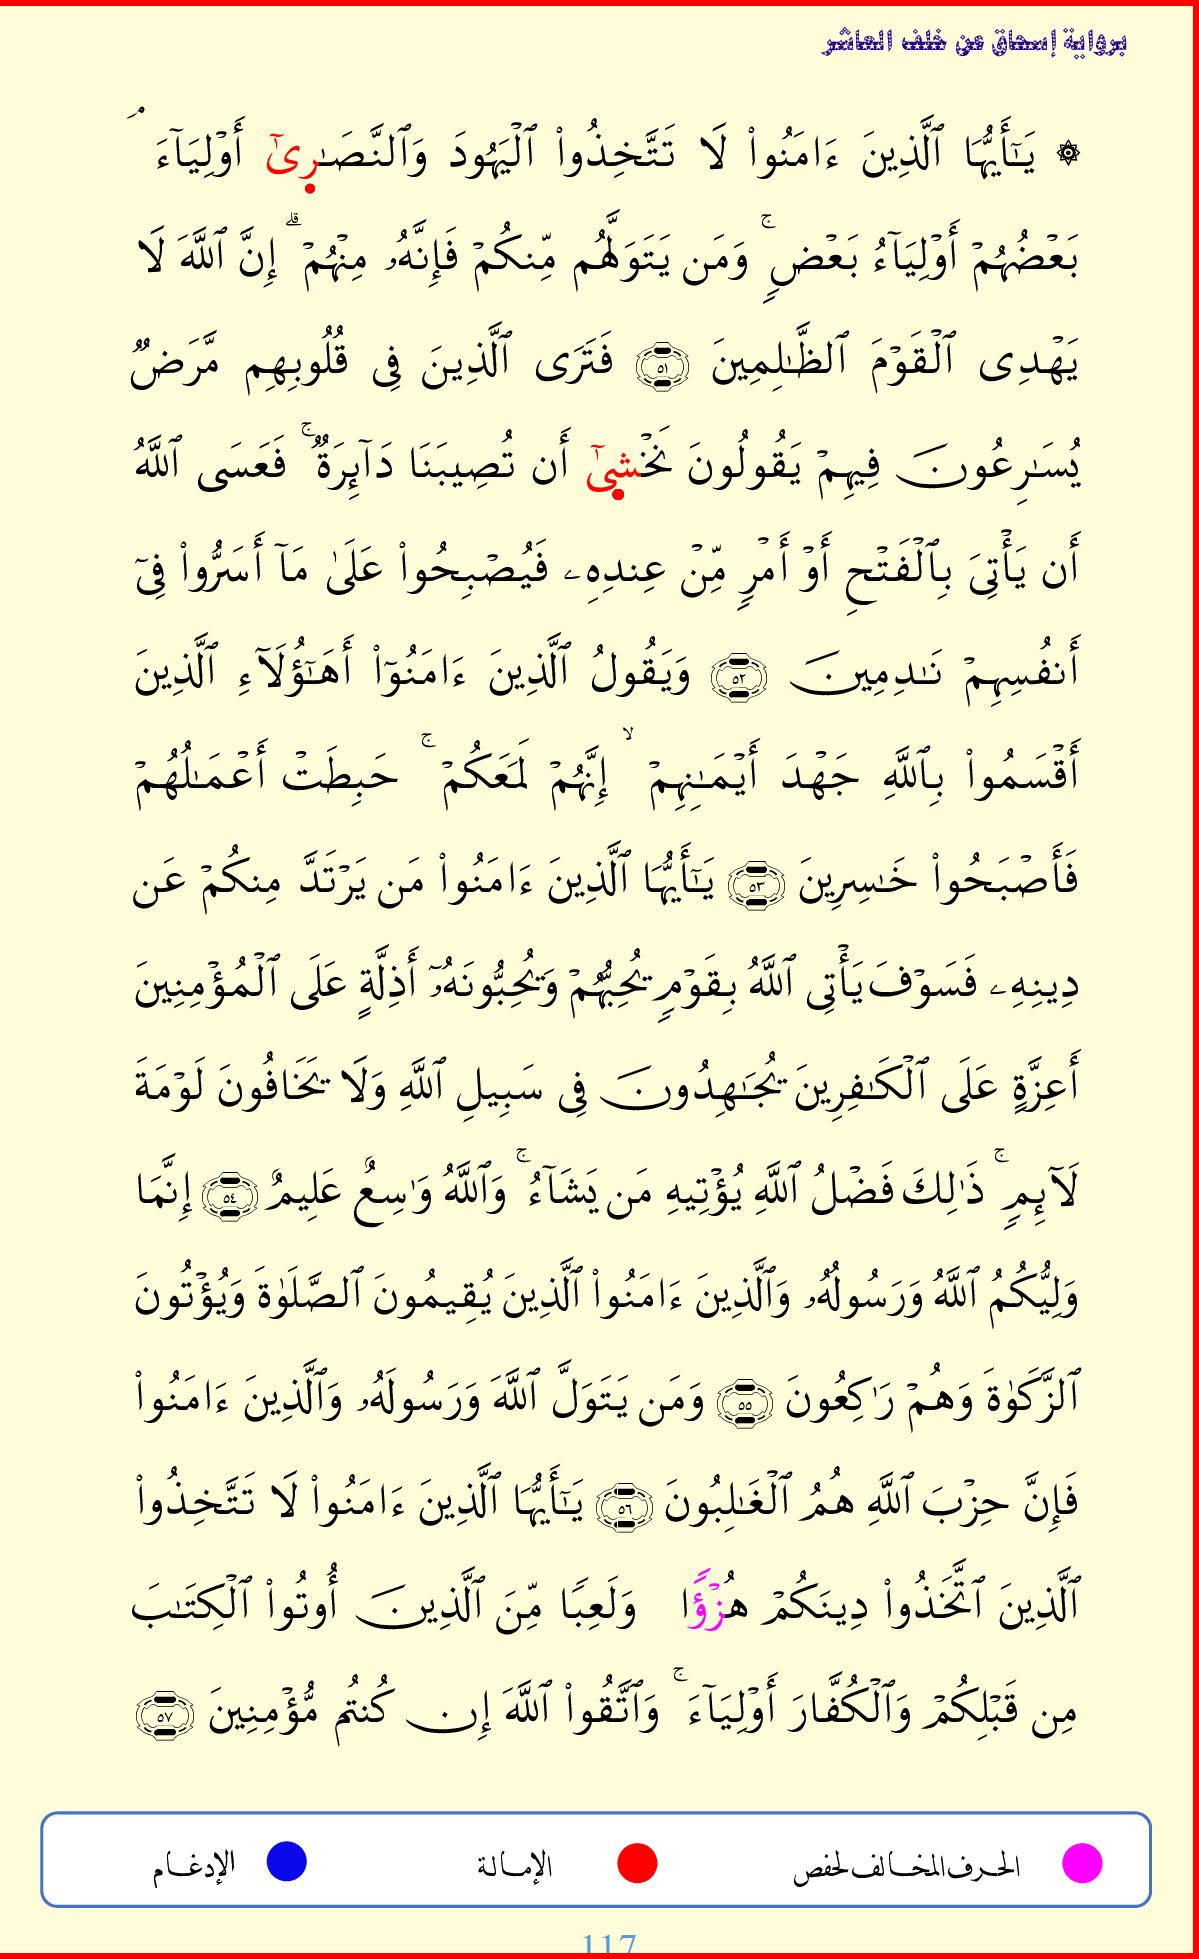 برواية إسحاق عن خلف العاشر
۞ يَـٰٓأَيُّهَا ٱلَّذِينَ ءَامَنُوا۟ لَا تَتَّخِذُوا۟ ٱلْيَهُودَ وَٱلنَّصَـٰرِىٰٓ أَوْلِيَآءَ ۘ
بَعْضُهُمْ أَوْلِيَآءُ بَعْضٍ ۚ وَمَن يَتَوَلَّهُم مِّنكُمْ فَإِنَّهُۥ مِنْهُمْ ۗ إِنَّ ٱللَّهَ لَا
يَهْدِى ٱلْقَوْمَ ٱلظَّـٰلِمِينَ ٥١ فَتَرَى ٱلَّذِينَ فِى قُلُوبِهِم مَّرَضٌ
يُسَـٰرِعُونَ فِيهِمْ يَقُولُونَ نَخْشِىٰٓ أَن تُصِيبَنَا دَآئِرَةٌ ۚ فَعَسَى ٱللَّهُ
أَن يَأْتِىَ بِٱلْفَتْحِ أَوْ أَمْرٍ مِّنْ عِندِهِۦ فَيُصْبِحُوا۟ عَلَىٰ مَآ أَسَرُّوا۟ فِىٓ
أَنفُسِهِمْ نَـٰدِمِينَ ٥٢ وَيَقُولُ ٱلَّذِينَ ءَامَنُوٓا۟ أَهَـٰٓؤُلَآءِ ٱلَّذِينَ
أَقْسَمُوا۟ بِٱللَّهِ جَهْدَ أَيْمَـٰنِهِمْ ۙ إِنَّهُمْ لَمَعَكُمْ ۚ حَبِطَتْ أَعْمَـٰلُهُمْ
فَأَصْبَحُوا۟ خَـٰسِرِينَ ٥٣ يَـٰٓأَيُّهَا ٱلَّذِينَ ءَامَنُوا۟ مَن يَرْتَدَّ مِنكُمْ عَن
دِينِهِۦ فَسَوْفَ يَأْتِى ٱللَّهُ بِقَوْمٍ يُحِبُّهُمْ وَيُحِبُّونَهُۥٓ أَذِلَّةٍ عَلَى ٱلْمُؤْمِنِينَ
أَعِزَّةٍ عَلَى ٱلْكَـٰفِرِينَ يُجَـٰهِدُونَ فِى سَبِيلِ ٱللَّهِ وَلَا يَخَافُونَ لَوْمَةَ
لَآئِمٍ ۚ ذَٰلِكَ فَضْلُ ٱللَّهِ يُؤْتِيهِ مَن يَشَآءُ ۚ وَٱللَّهُ وَٰسِعٌ عَلِيمٌ ٥٤ إِنَّمَا
وَلِيُّكُمُ ٱللَّهُ وَرَسُولُهُۥ وَٱلَّذِينَ ءَامَنُوا۟ ٱلَّذِينَ يُقِيمُونَ ٱلصَّلَوٰةَ وَيُؤْتُونَ
ٱلزَّكَوٰةَ وَهُمْ رَٰكِعُونَ ٥٥ وَمَن يَتَوَلَّ ٱللَّهَ وَرَسُولَهُۥ وَٱلَّذِينَ ءَامَنُوا۟
فَإِنَّ حِزْبَ ٱللَّهِ هُمُ ٱلْغَـٰلِبُونَ ٥٦ يَـٰٓأَيُّهَا ٱلَّذِينَ ءَامَنُوا۟ لَا تَتَّخِذُوا۟
ٱلَّذِينَ ٱتَّخَذُوا۟ دِينَكُمْ هُزْؤًا وَلَعِبًا مِّنَ ٱلَّذِينَ أُوتُوا۟ ٱلْكِتَـٰبَ
مِن قَبْلِكُمْ وَٱلْكُفَّارَ أَوْلِيَآءَ ۚ وَٱتَّقُوا۟ ٱللَّهَ إِن كُنتُم مُّؤْمِنِينَ ٥٧
الحرف المخالف لحفص الإمالة الإدغام
117